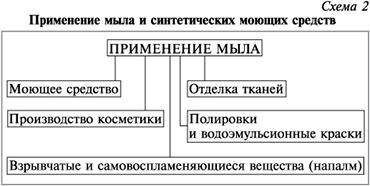 Схема 2
Применение мыла и синтетических моющих средств
ПРИМЕНЕНИЕ МЫЛА
Моющее средство
Отделка тканей
Производство косметики
Полировки
и водоэмульсионные краски
Взрывчатые и самовоспламеняющиеся вещества (напалм)